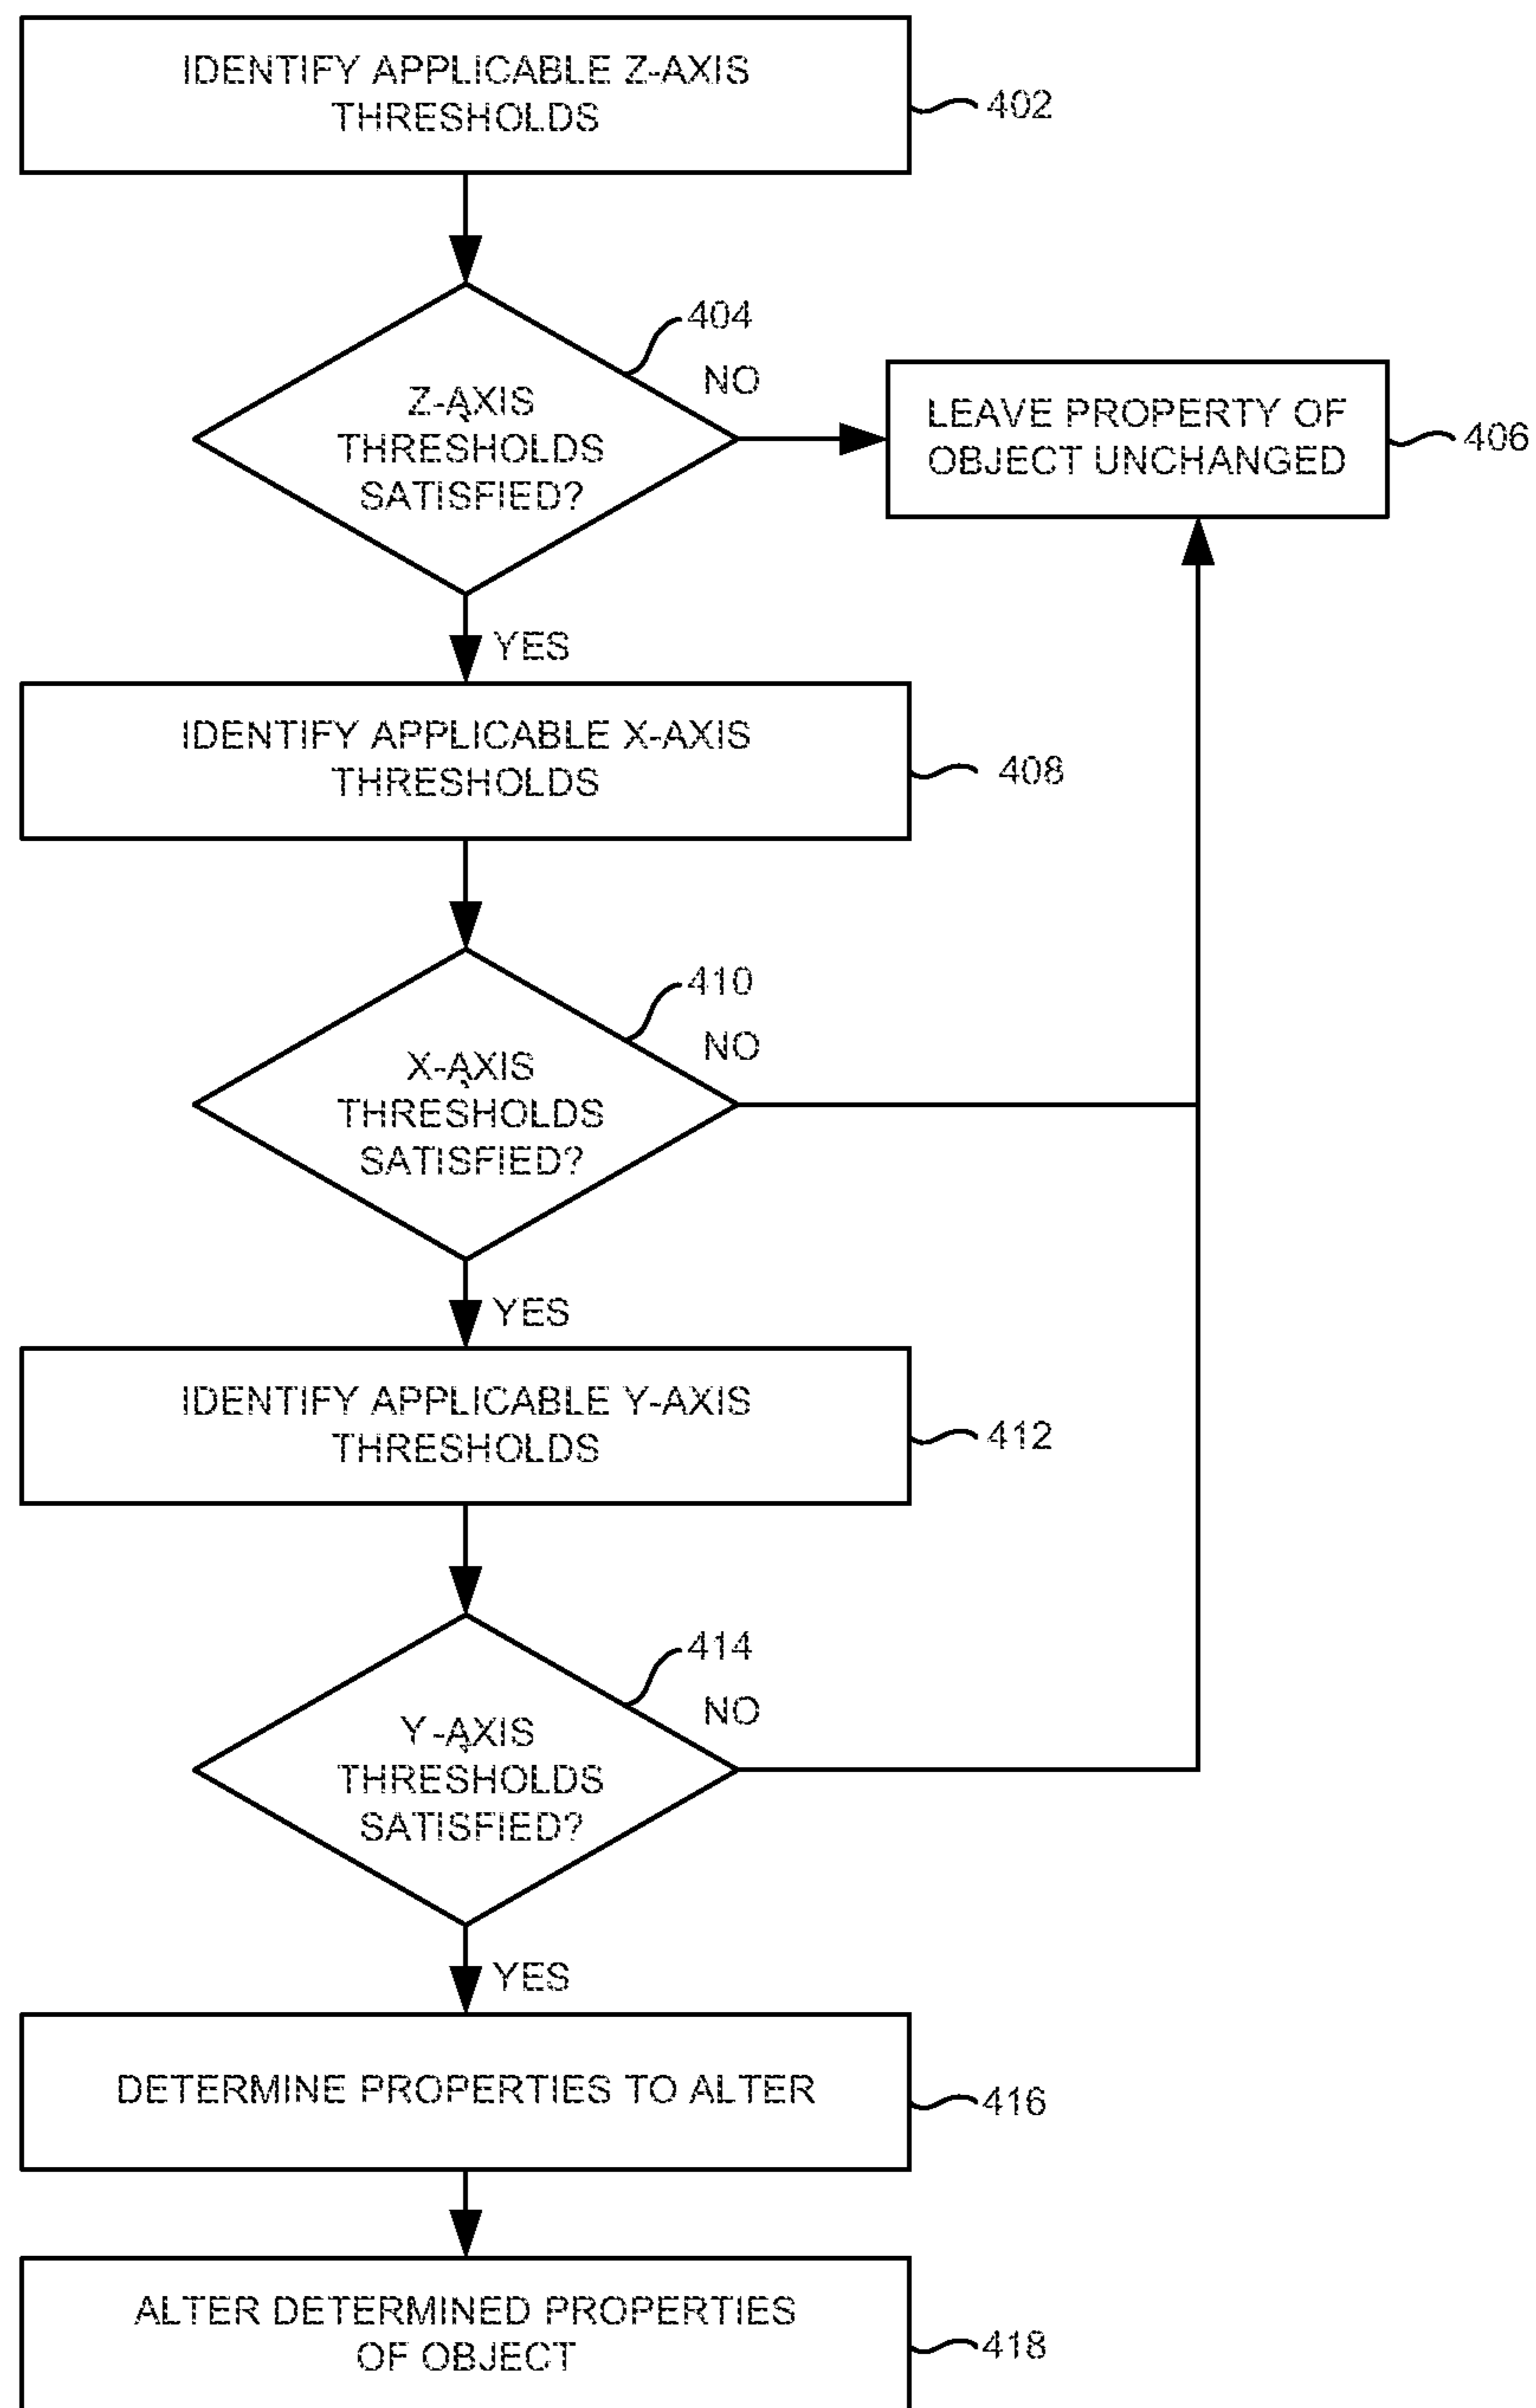 IDENTIFY APPLICABLE Z-AXIS
THRESHOLDS
402
404
NO
Z-AXIS
THRESHOLDS
SATISFIED?
LEAVE PROPERTY OF
OBJECT UNCHANGED
406
YES
IDENTIFY APPLICABLE X-AXIS
THRESHOLDS
408
410
NO
X-AXIS
THRESHOLDS
SATISFIED?
YES
IDENTIFY APPLICABLE Y-AXIS
THRESHOLDS
412
414
NO
Y-AXIS
THRESHOLDS
SATISFIED?
YES
DETERMINE PROPERTIES TO ALTER
416
ALTER DETERMINED PROPERTIES
OF OBJECT
418